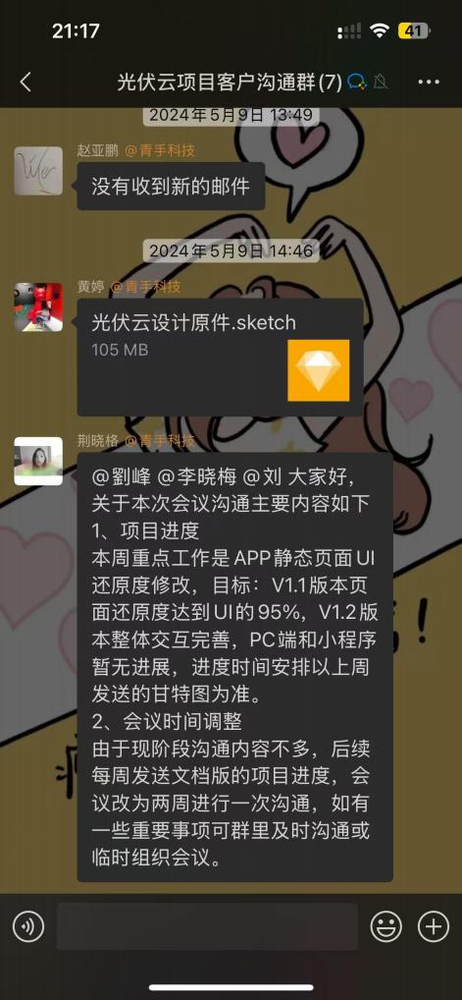 21:17
41
光伏云项目客户沟通群(7)
2024年5月9日 13:49
赵亚鹏 @青手科技
没有收到新的邮件
2024年5月9日 14:46
黄婷 @青手科技
光伏云设计原件.sketch
105 MB
荆晓格 @青手科技
@劉峰 @李晓梅 @刘 大家好，
关于本次会议沟通主要内容如下
1、项目进度
本周重点工作是APP静态页面UI
还原度修改，目标：V1.1版本页
面还原度达到UI的95%，V1.2版
本整体交互完善，PC端和小程序
暂无进展，进度时间安排以上周
发送的甘特图为准。
2、会议时间调整
由于现阶段沟通内容不多，后续
每周发送文档版的项目进度，会
议改为两周进行一次沟通，如有
一些重要事项可群里及时沟通或
临时组织会议。